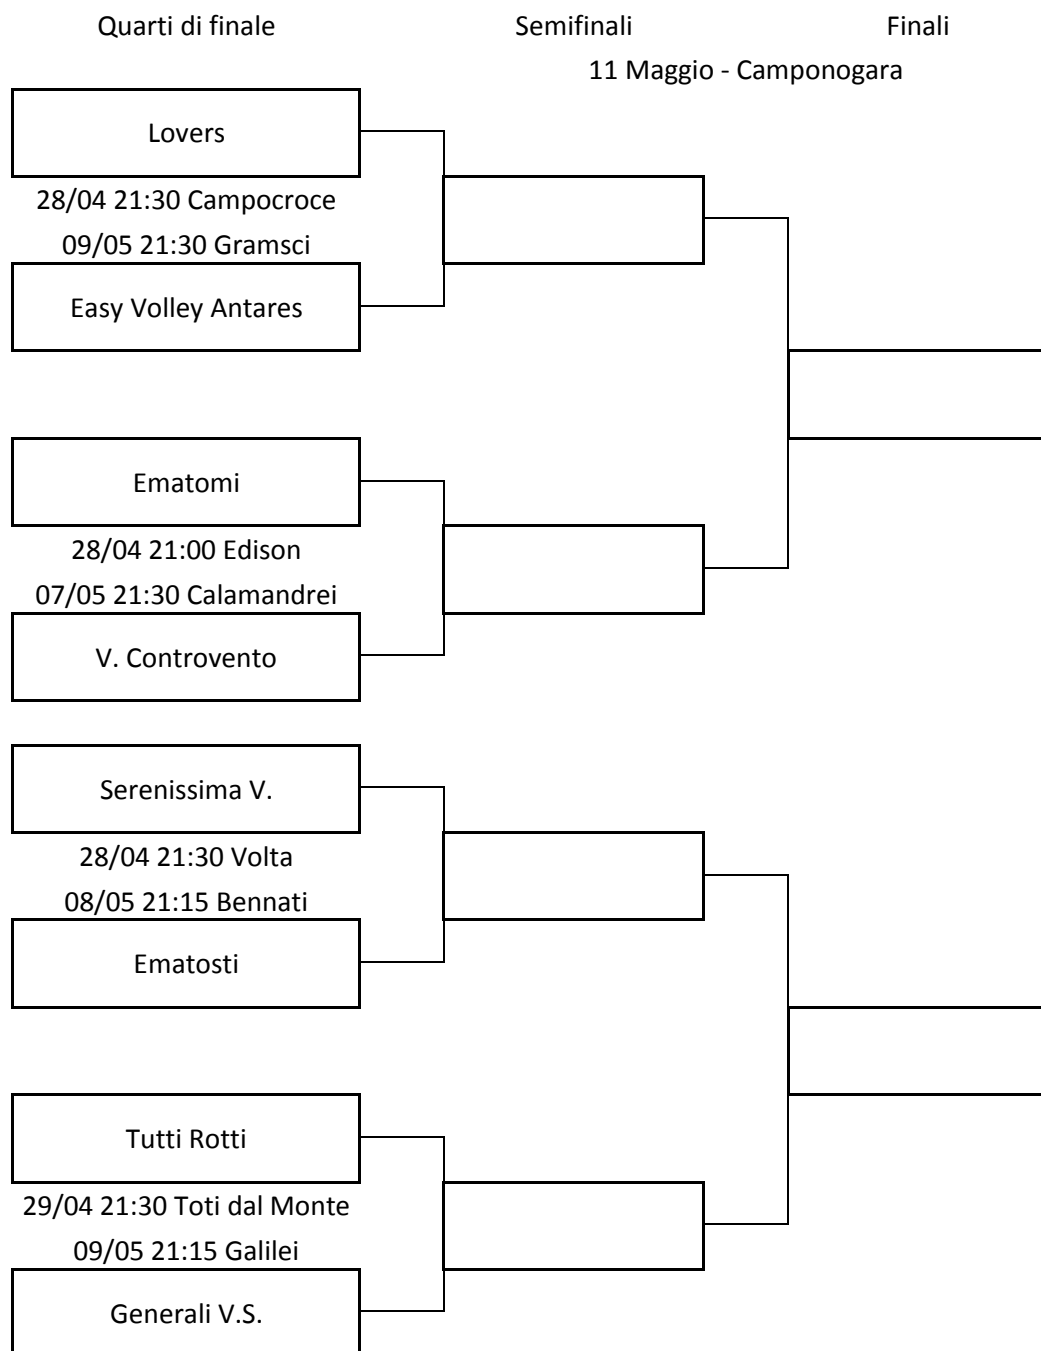 Quarti di finale
Semifinali
Finali
11 Maggio - Camponogara
Lovers
28/04 21:30 Campocroce
09/05 21:30 Gramsci
Easy Volley Antares
Ematomi
28/04 21:00 Edison
07/05 21:30 Calamandrei
V. Controvento
Serenissima V.
28/04 21:30 Volta
08/05 21:15 Bennati
Ematosti
Tutti Rotti
29/04 21:30 Toti dal Monte
09/05 21:15 Galilei
Generali V.S.